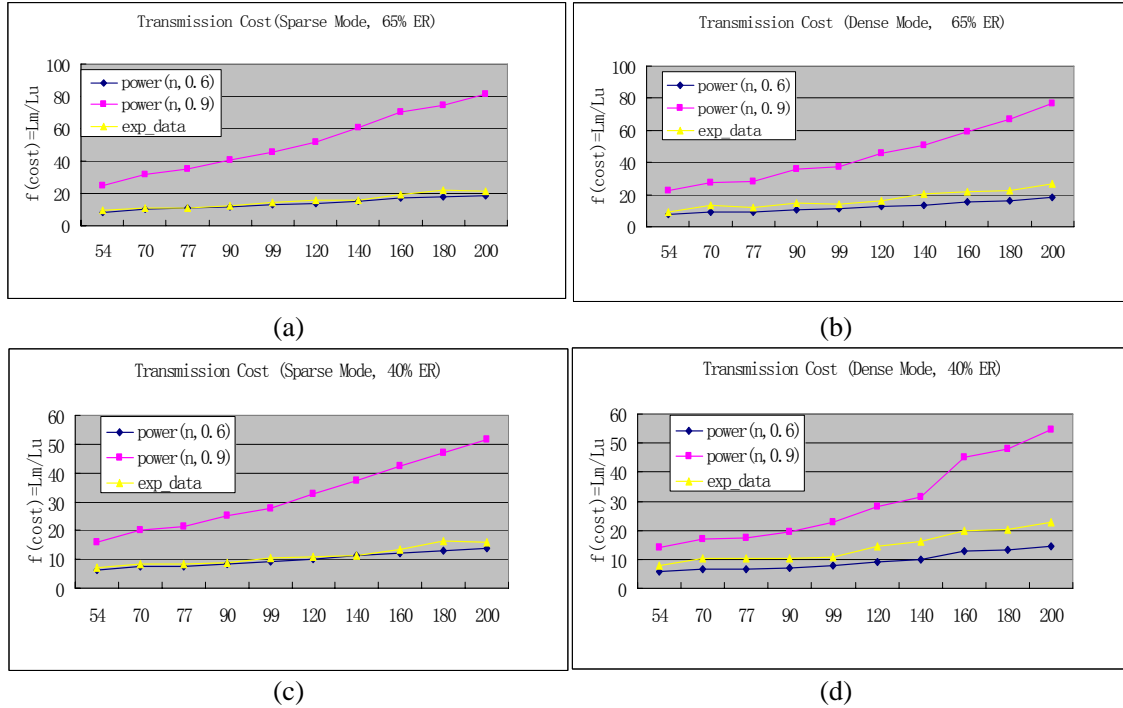 Transmission Cost(Sparse Mode, 65% ER)
f(cost)=Lm/Lu
100
80
60
40
20
0
power(n,0.6)
power(n,0.9)
exp_data
54 70 77 90 99 120 140 160 180 200
(a)
Transmission Cost (Dense Mode, 65% ER)
f(cost)=Lm/Lu
100
80
60
40
20
0
power(n,0.6)
power(n,0.9)
exp_data
54 70 77 90 99 120 140 160 180 200
(b)
Transmission Cost (Sparse Mode, 40% ER)
f(cost)=Lm/Lu
60
50
40
30
20
10
0
power(n,0.6)
power(n,0.9)
exp_data
54 70 77 90 99 120 140 160 180 200
(c)
Transmission Cost (Dense Mode, 40% ER)
f(cost)=Lm/Lu
60
50
40
30
20
10
0
power(n,0.6)
power(n,0.9)
exp_data
54 70 77 90 99 120 140 160 180 200
(d)